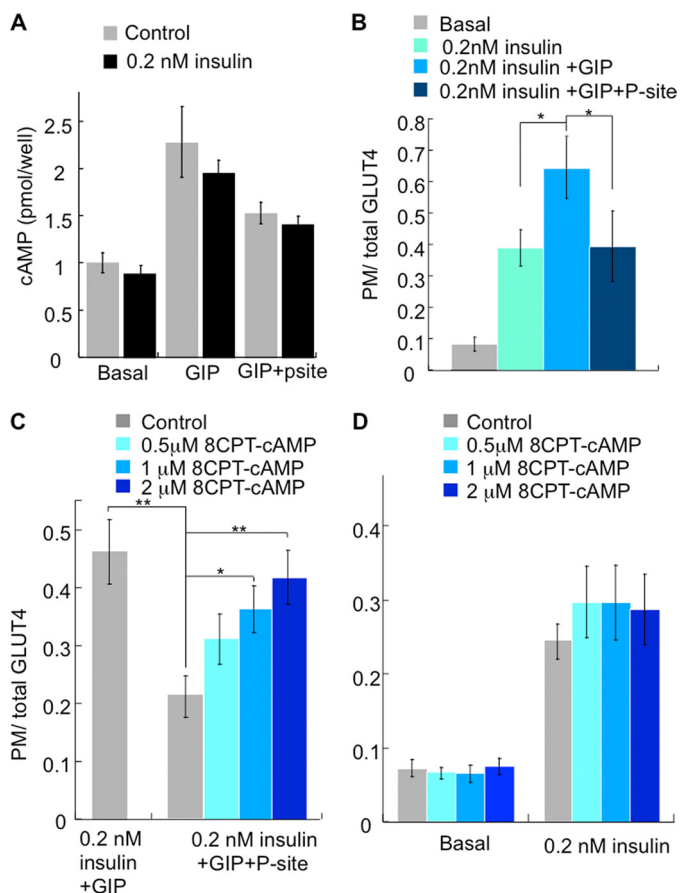 A
Control
0.2 nM insulin
cAMP (pmol/well)
2.5
2
1.5
1
0.5
0
Basal GIP GIP+psite
B
Basal
0.2nM insulin
0.2nM insulin +GIP
0.2nM insulin +GIP+P-site
* *
PM/ total GLUT4
0.8
0.7
0.6
0.5
0.4
0.3
0.2
0.1
0
C
Control
0.5μM 8CPT-cAMP
1 μM 8CPT-cAMP
2 μM 8CPT-cAMP
** **
*
PM/ total GLUT4
0.5
0.4
0.3
0.2
0.1
0
0.2 nM
insulin
+GIP
0.2 nM insulin
+GIP+P-site
D
Control
0.5μM 8CPT-cAMP
1 μM 8CPT-cAMP
2 μM 8CPT-cAMP
0.4
0.3
0.2
0.1
0
Basal 0.2 nM insulin